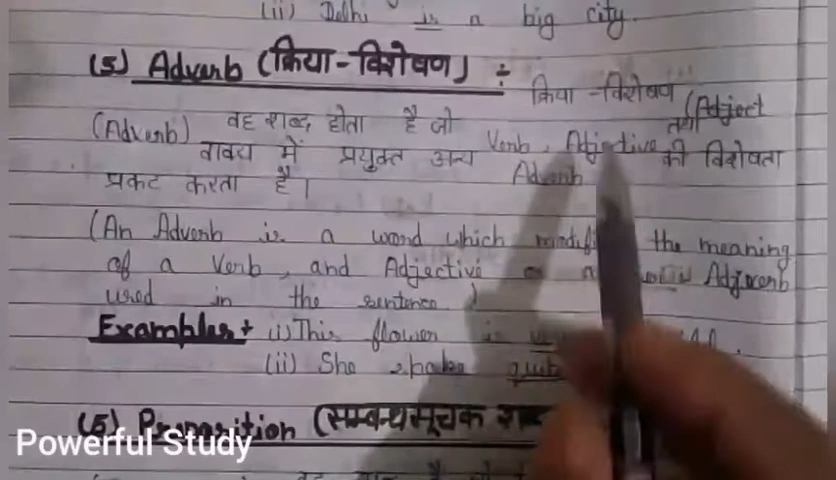 (ii) Delhi is a big city.
(5) Adverb (क्रिया-विशेषण) ÷
क्रिया-विशेषण (Adject
(Adverb) वह शब्द होता है जो तथा
वाक्य में प्रयुक्त अन्य Verb, Adjective की विशेषता
प्रकट करता है। Adverb
(An Adverb is a word which the meaning
of a Verb, and Adjective a Adjverb
used in the sentence)
Examples ÷ (i) This flower is
(ii) She spake
(6) Preposition (सम्बन्धसूचक
Powerful Study